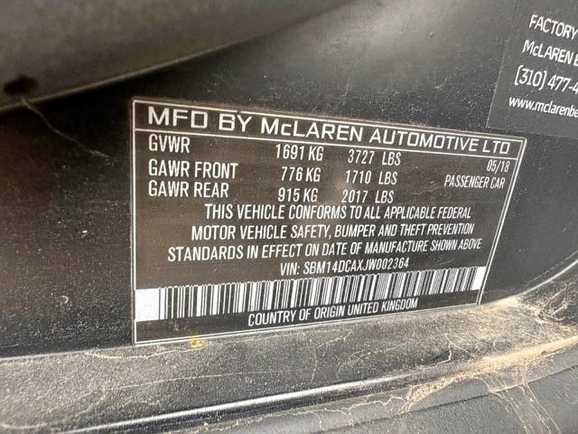 FACTORY
McLAREN B
(310) 477-4
www.mclarenbe
MFD BY McLAREN AUTOMOTIVE LTD
GVWR 1691 KG 3727 LBS 05/18
GAWR FRONT 776 KG 1710 LBS PASSENGER CAR
GAWR REAR 915 KG 2017 LBS
THIS VEHICLE CONFORMS TO ALL APPLICABLE FEDERAL
MOTOR VEHICLE SAFETY, BUMPER AND THEFT PREVENTION
STANDARDS IN EFFECT ON DATE OF MANUFACTURE SHOWN ABOVE
VIN: SBM14DCAXJW002364
COUNTRY OF ORIGIN UNITED KINGDOM